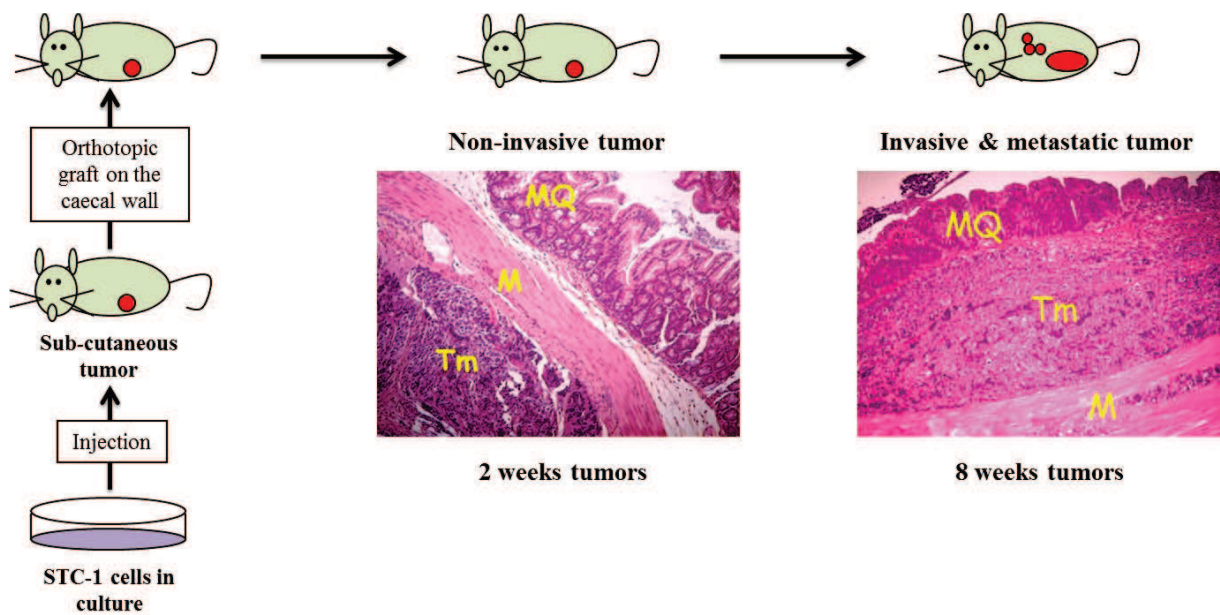 Orthotopic
graft on the
caecal wall
Sub-cutaneous
tumor
Injection
STC-1 cells in
culture
Non-invasive tumor
MQ
M
Tm
2 weeks tumors
Invasive & metastatic tumor
MQ
Tm
M
8 weeks tumors